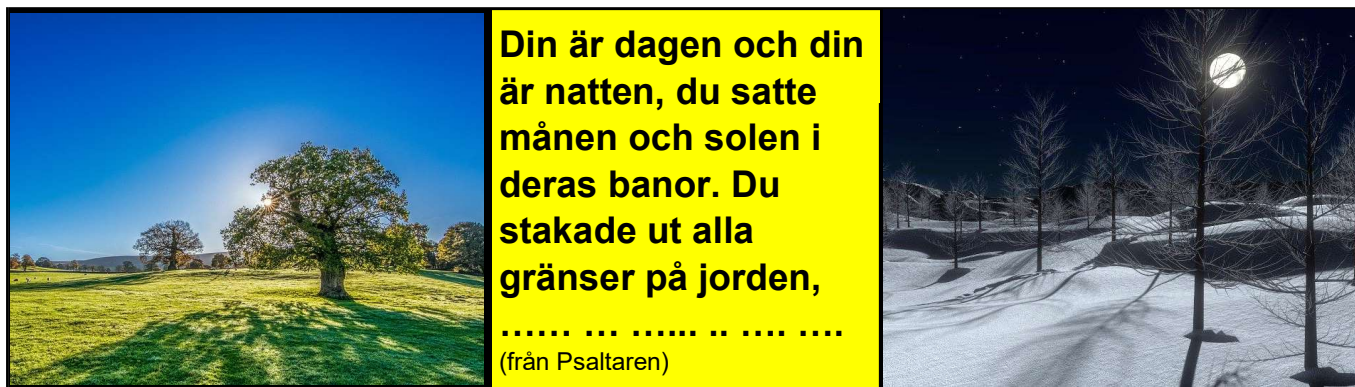 Din är dagen och din
är natten, du satte
månen och solen i
deras banor. Du
stakade ut alla
gränser på jorden,
…… … …... .. …. ….
(från Psaltaren)